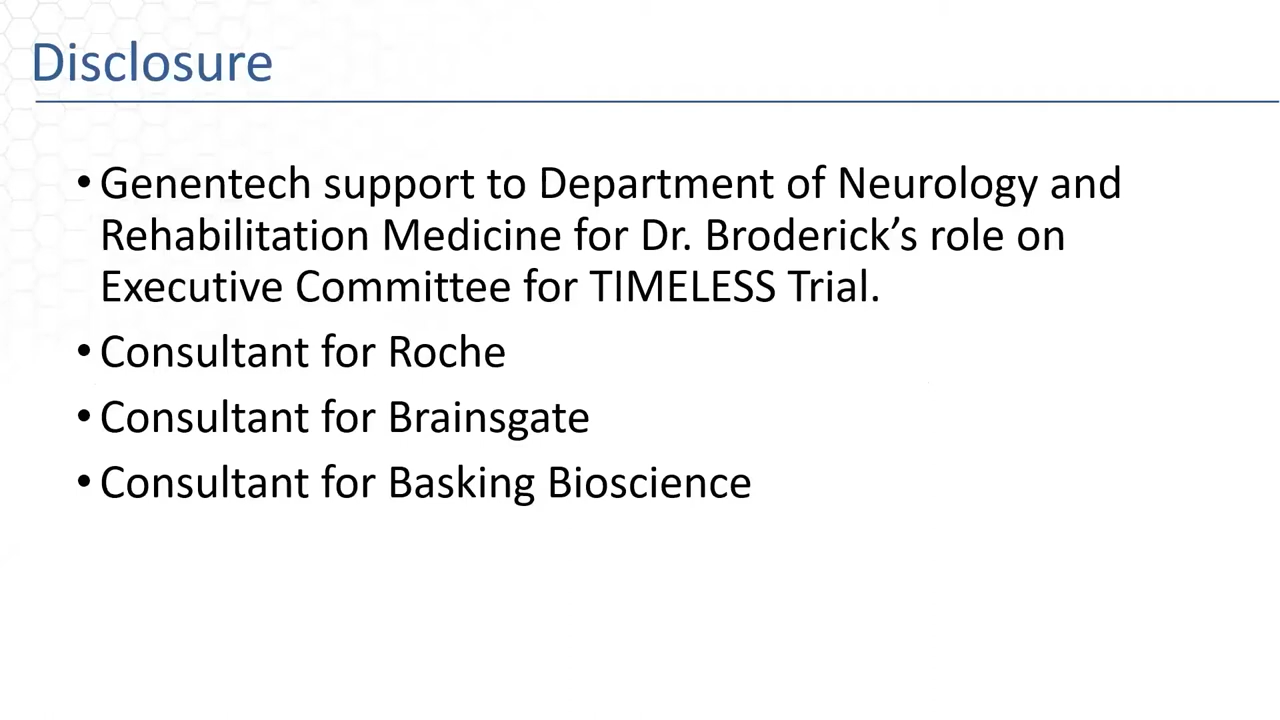 Disclosure
• Genentech support to Department of Neurology and
Rehabilitation Medicine for Dr. Broderick’s role on
Executive Committee for TIMELESS Trial.
• Consultant for Roche
• Consultant for Brainsgate
• Consultant for Basking Bioscience